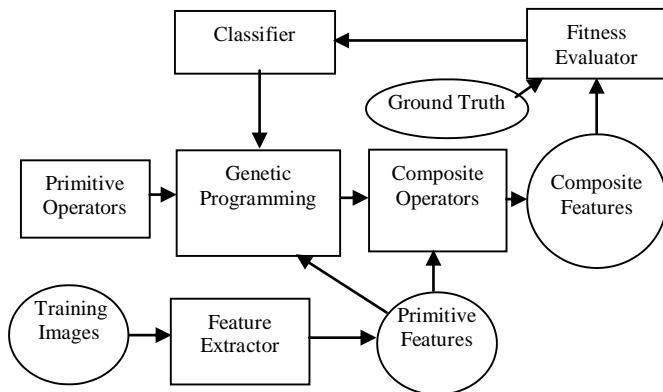 Classifier
Fitness
Evaluator
Ground Truth
Primitive
Operators
Genetic
Programming
Composite
Operators
Composite
Features
Training
Images
Feature
Extractor
Primitive
Features